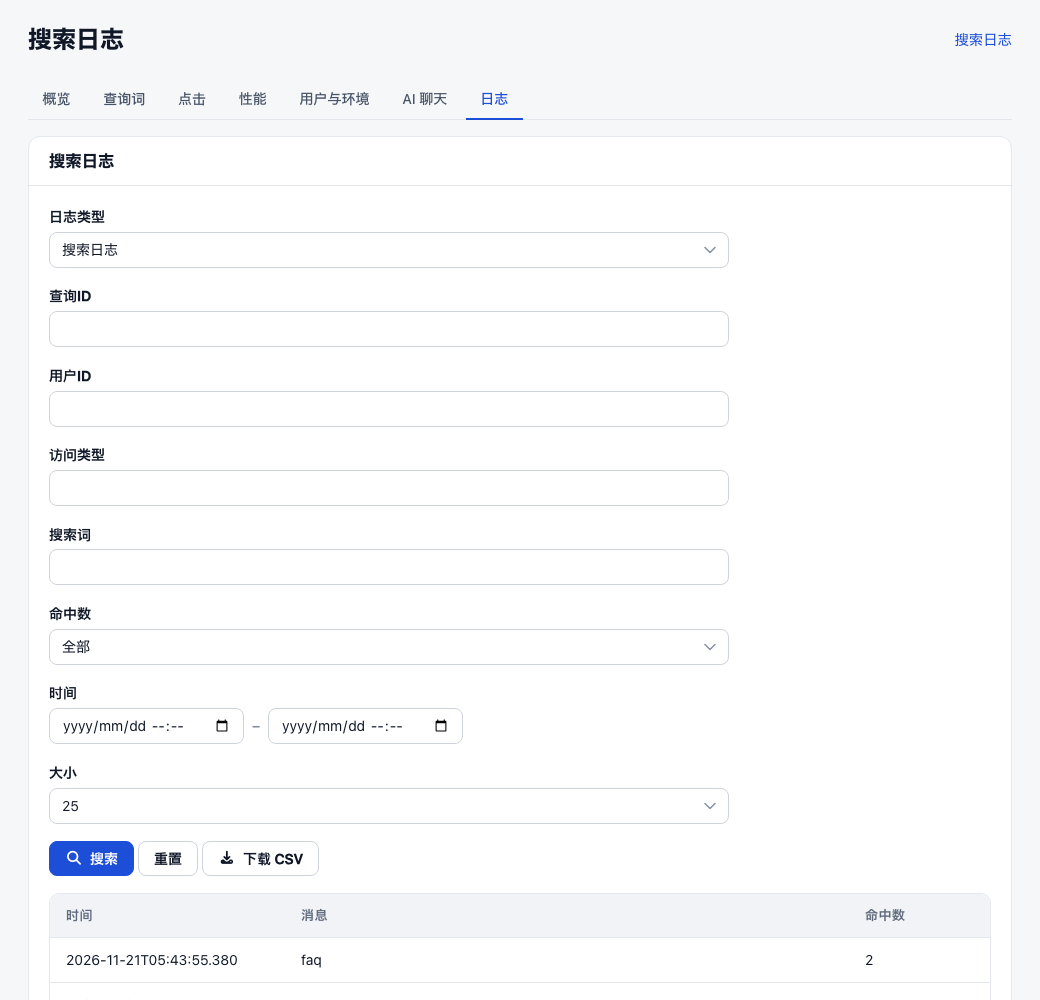 搜索日志
搜索日志
概览 查询词 点击 性能 用户与环境 AI 聊天 日志
搜索日志
日志类型
搜索日志
查询ID
用户ID
访问类型
搜索词
命中数
全部
时间
yyyy/mm/dd --:-- – yyyy/mm/dd --:--
大小
25
搜索 重置 下载 CSV
时间 消息 命中数
2026-11-21T05:43:55.380 faq 2